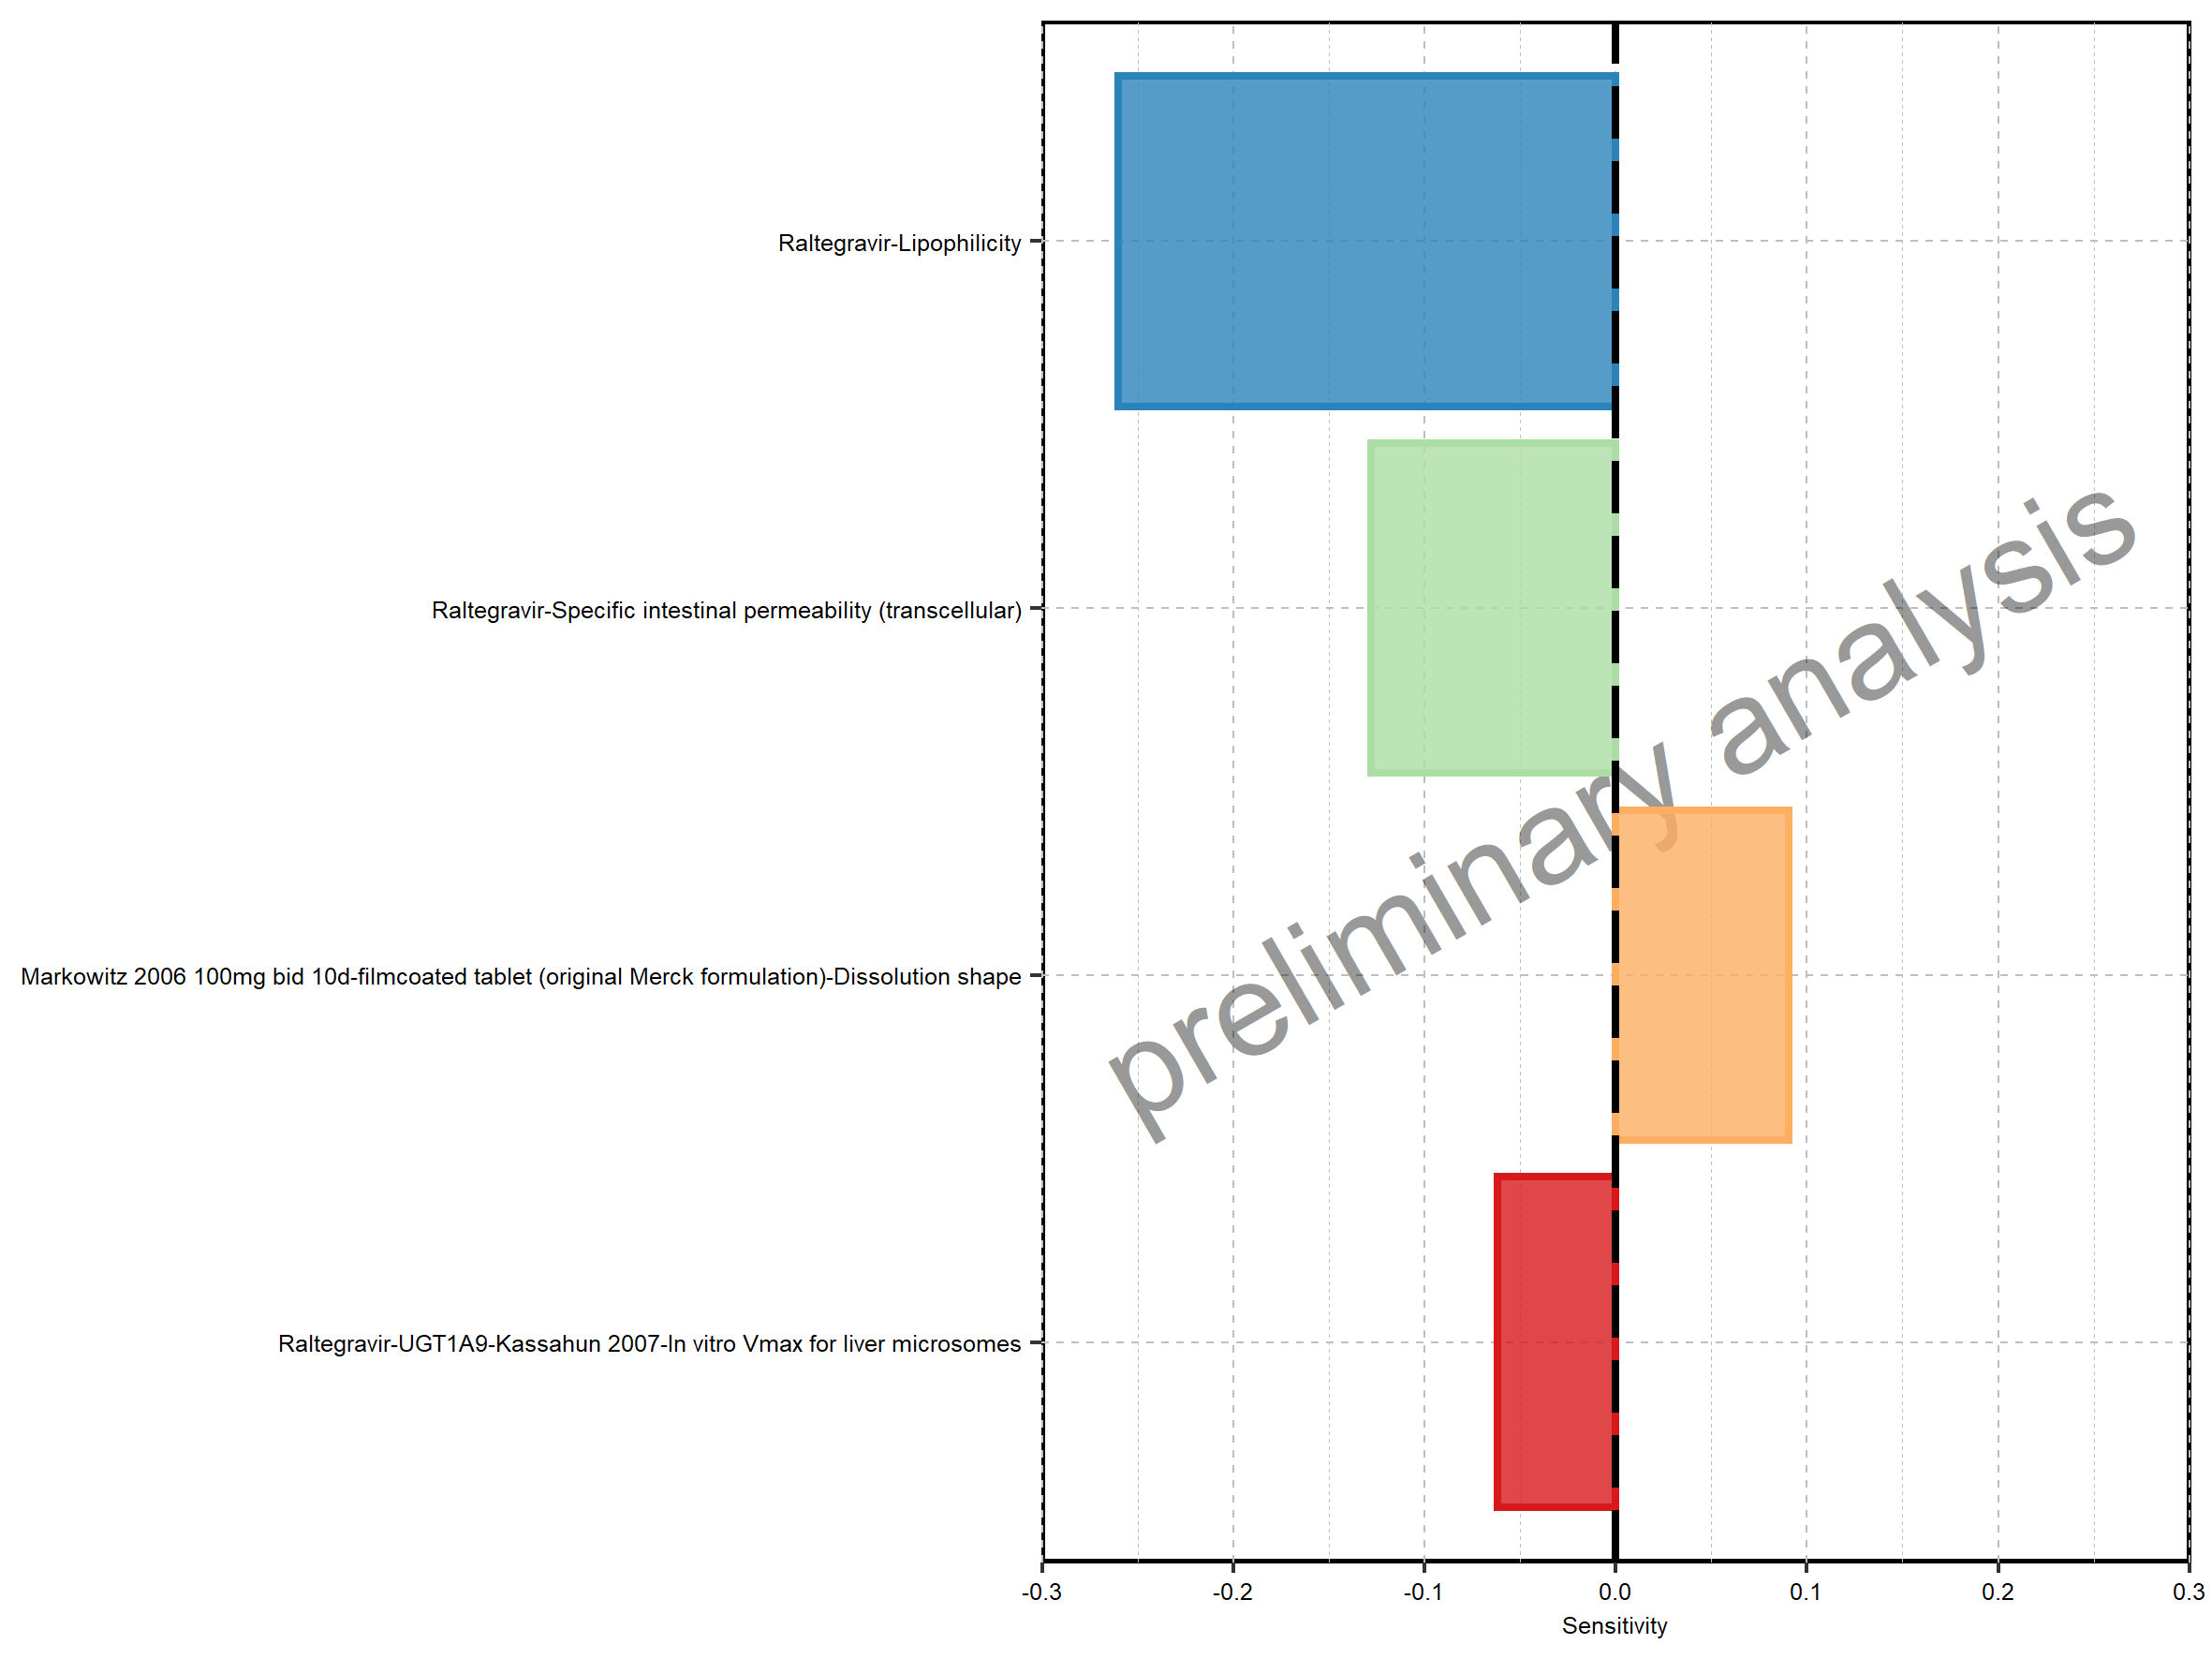 Raltegravir-Lipophilicity
Raltegravir-Specific intestinal permeability (transcellular)
Markowitz 2006 100mg bid 10d-filmcoated tablet (original Merck formulation)-Dissolution shape
Raltegravir-UGT1A9-Kassahun 2007-In vitro Vmax for liver microsomes
preliminary analysis
-0.3 -0.2 -0.1 0.0 0.1 0.2 0.3
Sensitivity